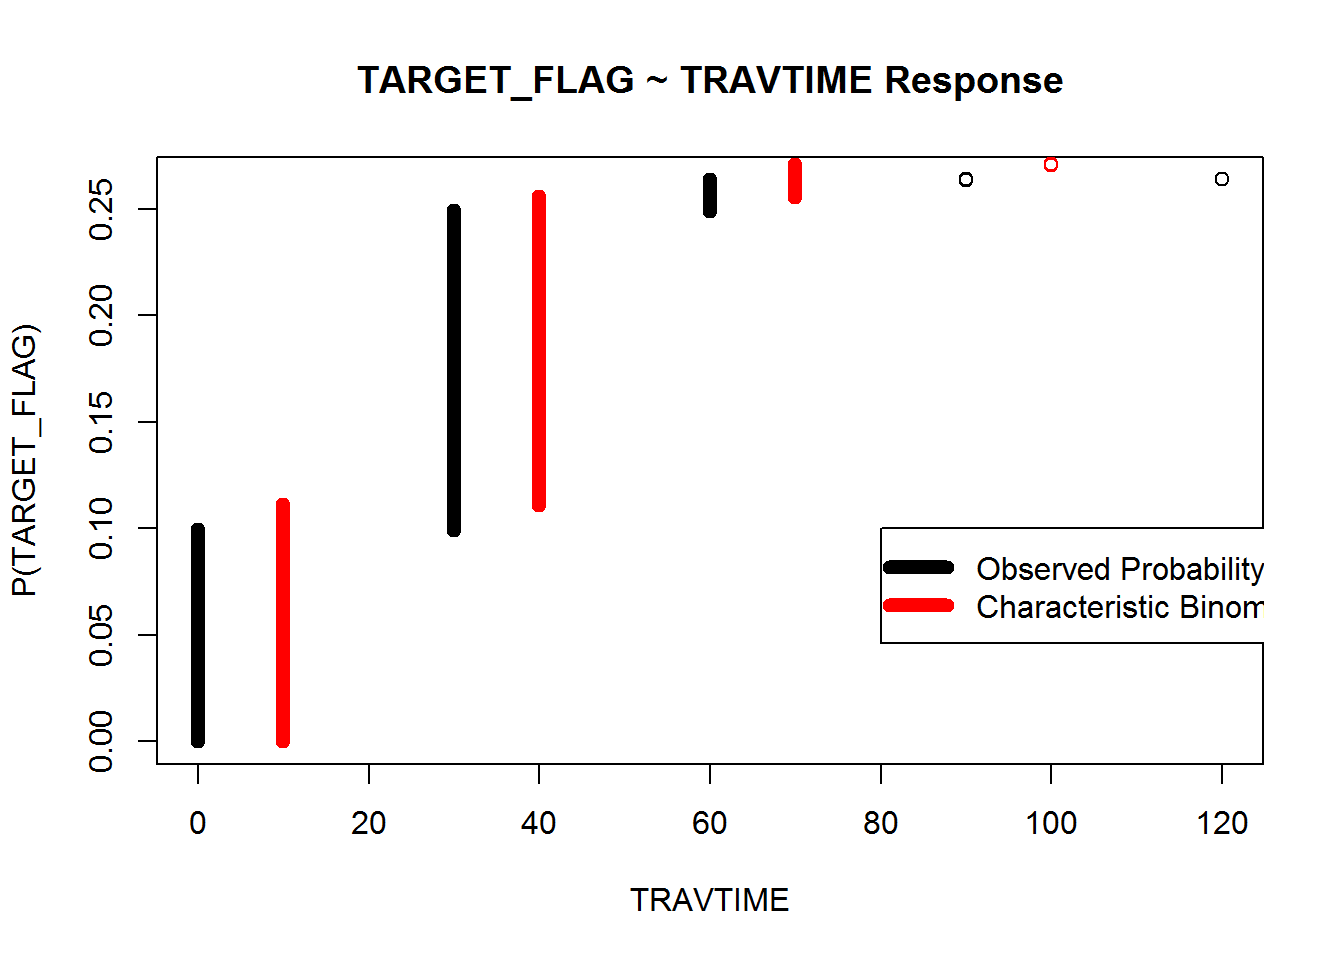 TARGET_FLAG ~ TRAVTIME Response
P(TARGET_FLAG)
0.25
0.20
0.15
0.10
0.05
0.00
Observed Probability
Characteristic Binom
0 20 40 60 80 100 120
TRAVTIME